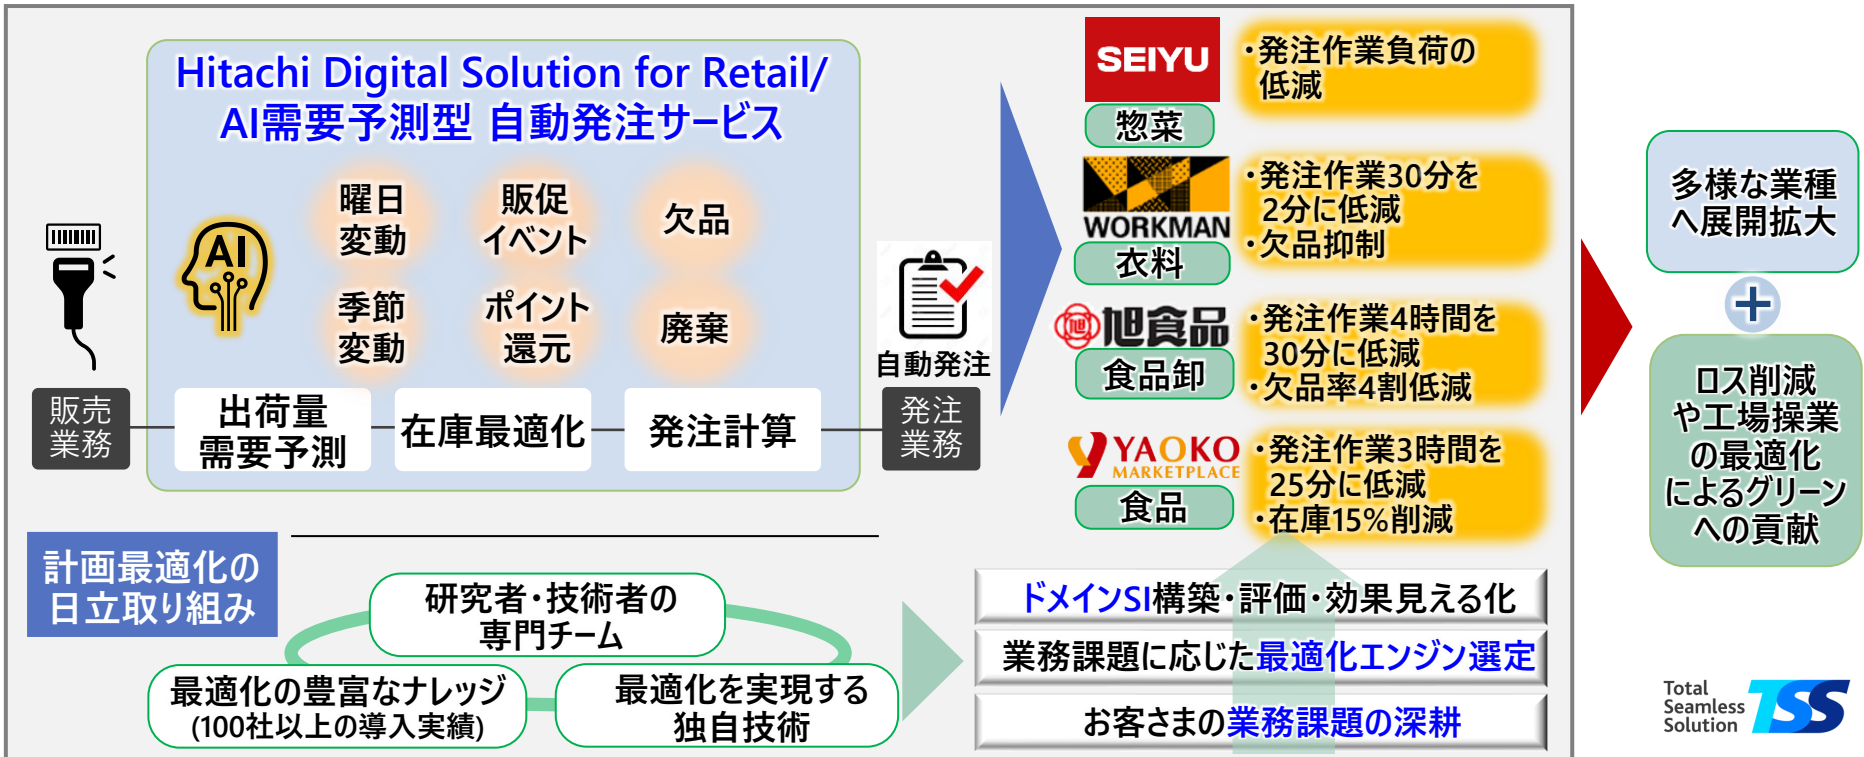 Hitachi Digital Solution for Retail/
AI需要予測型 自動発注サービス
AI
曜日
変動
販促
イベント
欠品
季節
変動
ポイント
還元
廃棄
販売
業務
出荷量
需要予測
在庫最適化
発注計算
自動発注
発注
業務
SEIYU
惣菜
・発注作業負荷の
低減
WORKMAN
衣料
・発注作業30分を
2分に低減
・欠品抑制
旭
旭食品
食品卸
・発注作業4時間を
30分に低減
・欠品率4割低減
YAOKO
MARKETPLACE
食品
・発注作業3時間を
25分に低減
・在庫15%削減
多様な業種
へ展開拡大
+
ロス削減
や工場操業
の最適化
によるグリーン
への貢献
計画最適化の
日立取り組み
研究者・技術者の
専門チーム
最適化の豊富なナレッジ
(100社以上の導入実績)
最適化を実現する
独自技術
ドメインSI構築・評価・効果見える化
業務課題に応じた最適化エンジン選定
お客さまの業務課題の深耕
Total
Seamless
Solution
TSS